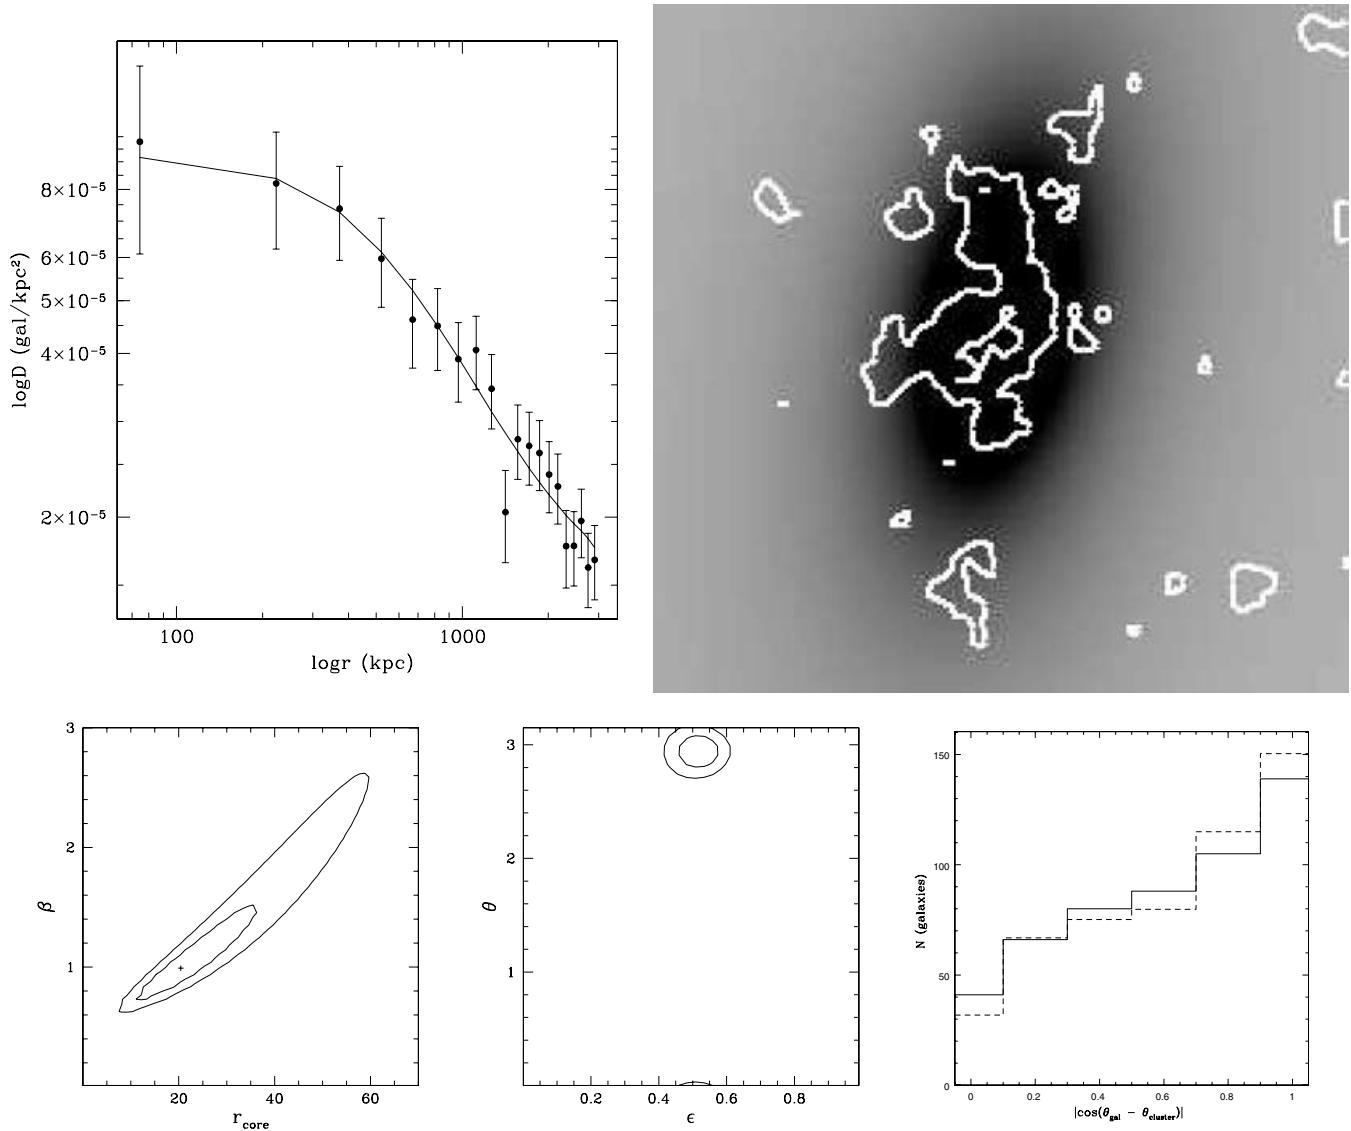 logD (gal/kpc²)
8×10⁻⁵
6×10⁻⁵
5×10⁻⁵
4×10⁻⁵
2×10⁻⁵
100 1000
logr (kpc)
β
3
2
1
20 40 60
r_core
θ
3
2
1
0.2 0.4 0.6 0.8
ϵ
N (galaxies)
150
100
50
0
0 0.2 0.4 0.6 0.8 1
|cos(θ_gal − θ_cluster)|